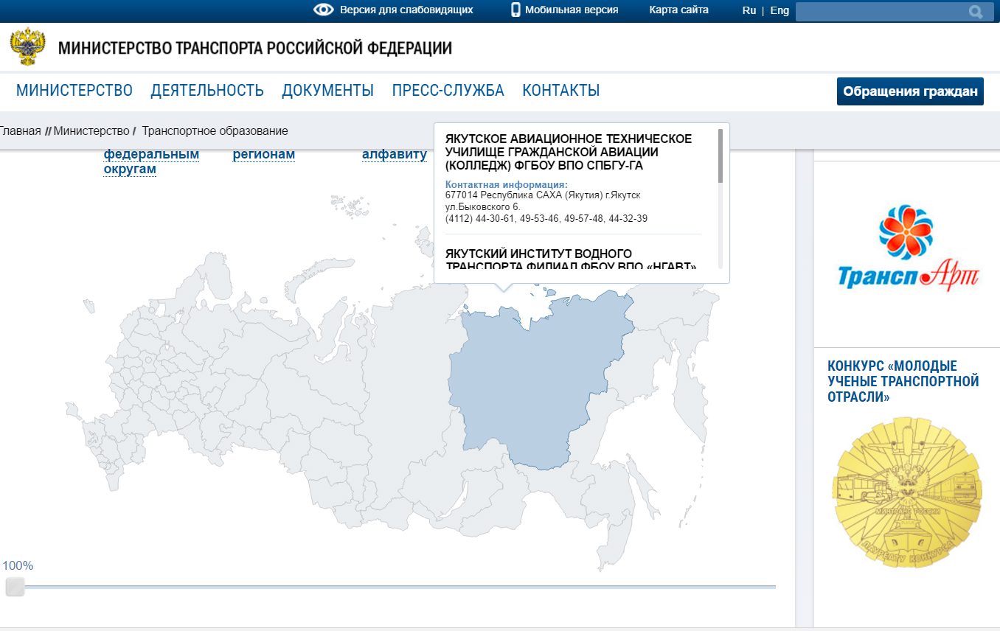 Версия для слабовидящих
Мобильная версия
Карта сайта
Ru | Eng
МИНИСТЕРСТВО ТРАНСПОРТА РОССИЙСКОЙ ФЕДЕРАЦИИ
МИНИСТЕРСТВО ДЕЯТЕЛЬНОСТЬ ДОКУМЕНТЫ ПРЕСС-СЛУЖБА КОНТАКТЫ
Обращения граждан
Главная // Министерство / Транспортное образование
федеральным
округам
регионам
алфавиту
ЯКУТСКОЕ АВИАЦИОННОЕ ТЕХНИЧЕСКОЕ
УЧИЛИЩЕ ГРАЖДАНСКОЙ АВИАЦИИ
(КОЛЛЕДЖ) ФГБОУ ВПО СПБГУ-ГА
Контактная информация:
677014 Республика САХА (Якутия) г.Якутск
ул.Быковского 6.
(4112) 44-30-61, 49-53-46, 49-57-48, 44-32-39
ЯКУТСКИЙ ИНСТИТУТ ВОДНОГО
ТРАНСПОРТА ФИЛИАЛ ФБОУ ВПО «НГАВТ»
100%
Трансп Арт
КОНКУРС «МОЛОДЫЕ
УЧЕНЫЕ ТРАНСПОРТНОЙ
ОТРАСЛИ»
МИНТРАНС РОССИИ
ЛАУРЕАТУ КОНКУРСА